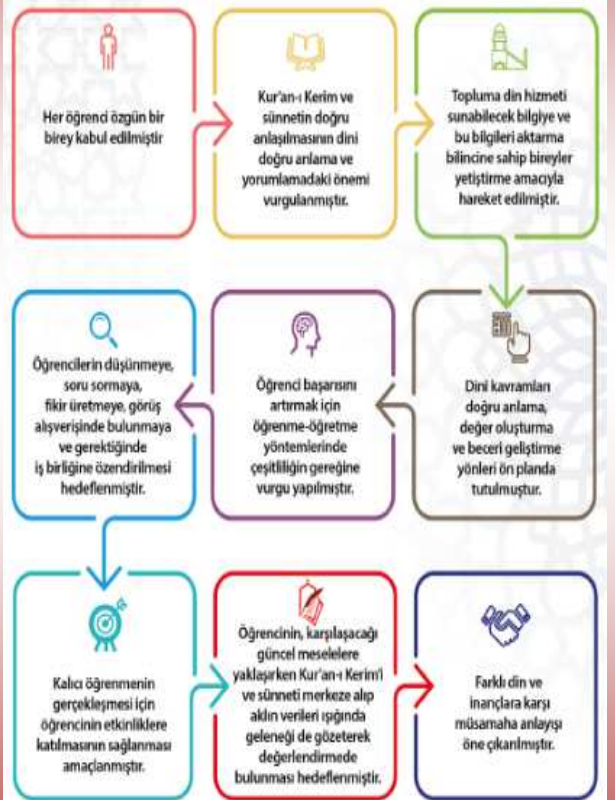 Her öğrenci özgün bir
birey kabul edilmiştir
Kur'an-ı Kerim ve
sünnetin doğru
anlaşılmasının dini
doğru anlama ve
yorumlamadaki önemi
vurgulanmıştır.
Topluma din hizmeti
sunabilecek bilgiye ve
bu bilgileri aktarma
bilincine sahip bireyler
yetiştirme amacıyla
hareket edilmiştir.
Dini kavramları
doğru anlama,
değer oluşturma
ve beceri geliştirme
yönleri ön planda
tutulmuştur.
Öğrenci başarısını
artırmak için
öğrenme-öğretme
yöntemlerinde
çeşitliliğin gereğine
vurgu yapılmıştır.
Öğrencilerin düşünmeye,
soru sormaya,
fikir üretmeye, görüş
alışverişinde bulunmaya
ve gerektiğinde
iş birliğine özendirilmesi
hedeflenmiştir.
Kalıcı öğrenmenin
gerçekleşmesi için
öğrencinin etkinliklere
katılmasının sağlanması
amaçlanmıştır.
Öğrencinin, karşılaşacağı
güncel meselelere
yaklaşırken Kur'an-ı Kerim'i
ve sünneti merkeze alıp
aklın verileri ışığında
geleneği de gözeterek
değerlendirmede
bulunması hedeflenmiştir.
Farklı din ve
inançlara karşı
müsamaha anlayışı
öne çıkarılmıştır.